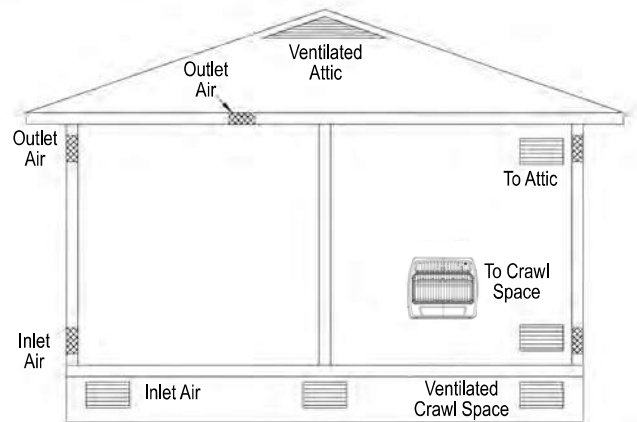 Ventilated
Attic
Outlet
Air
Outlet
Air
To Attic
To Crawl
Space
Inlet
Air
Inlet Air
Ventilated
Crawl Space